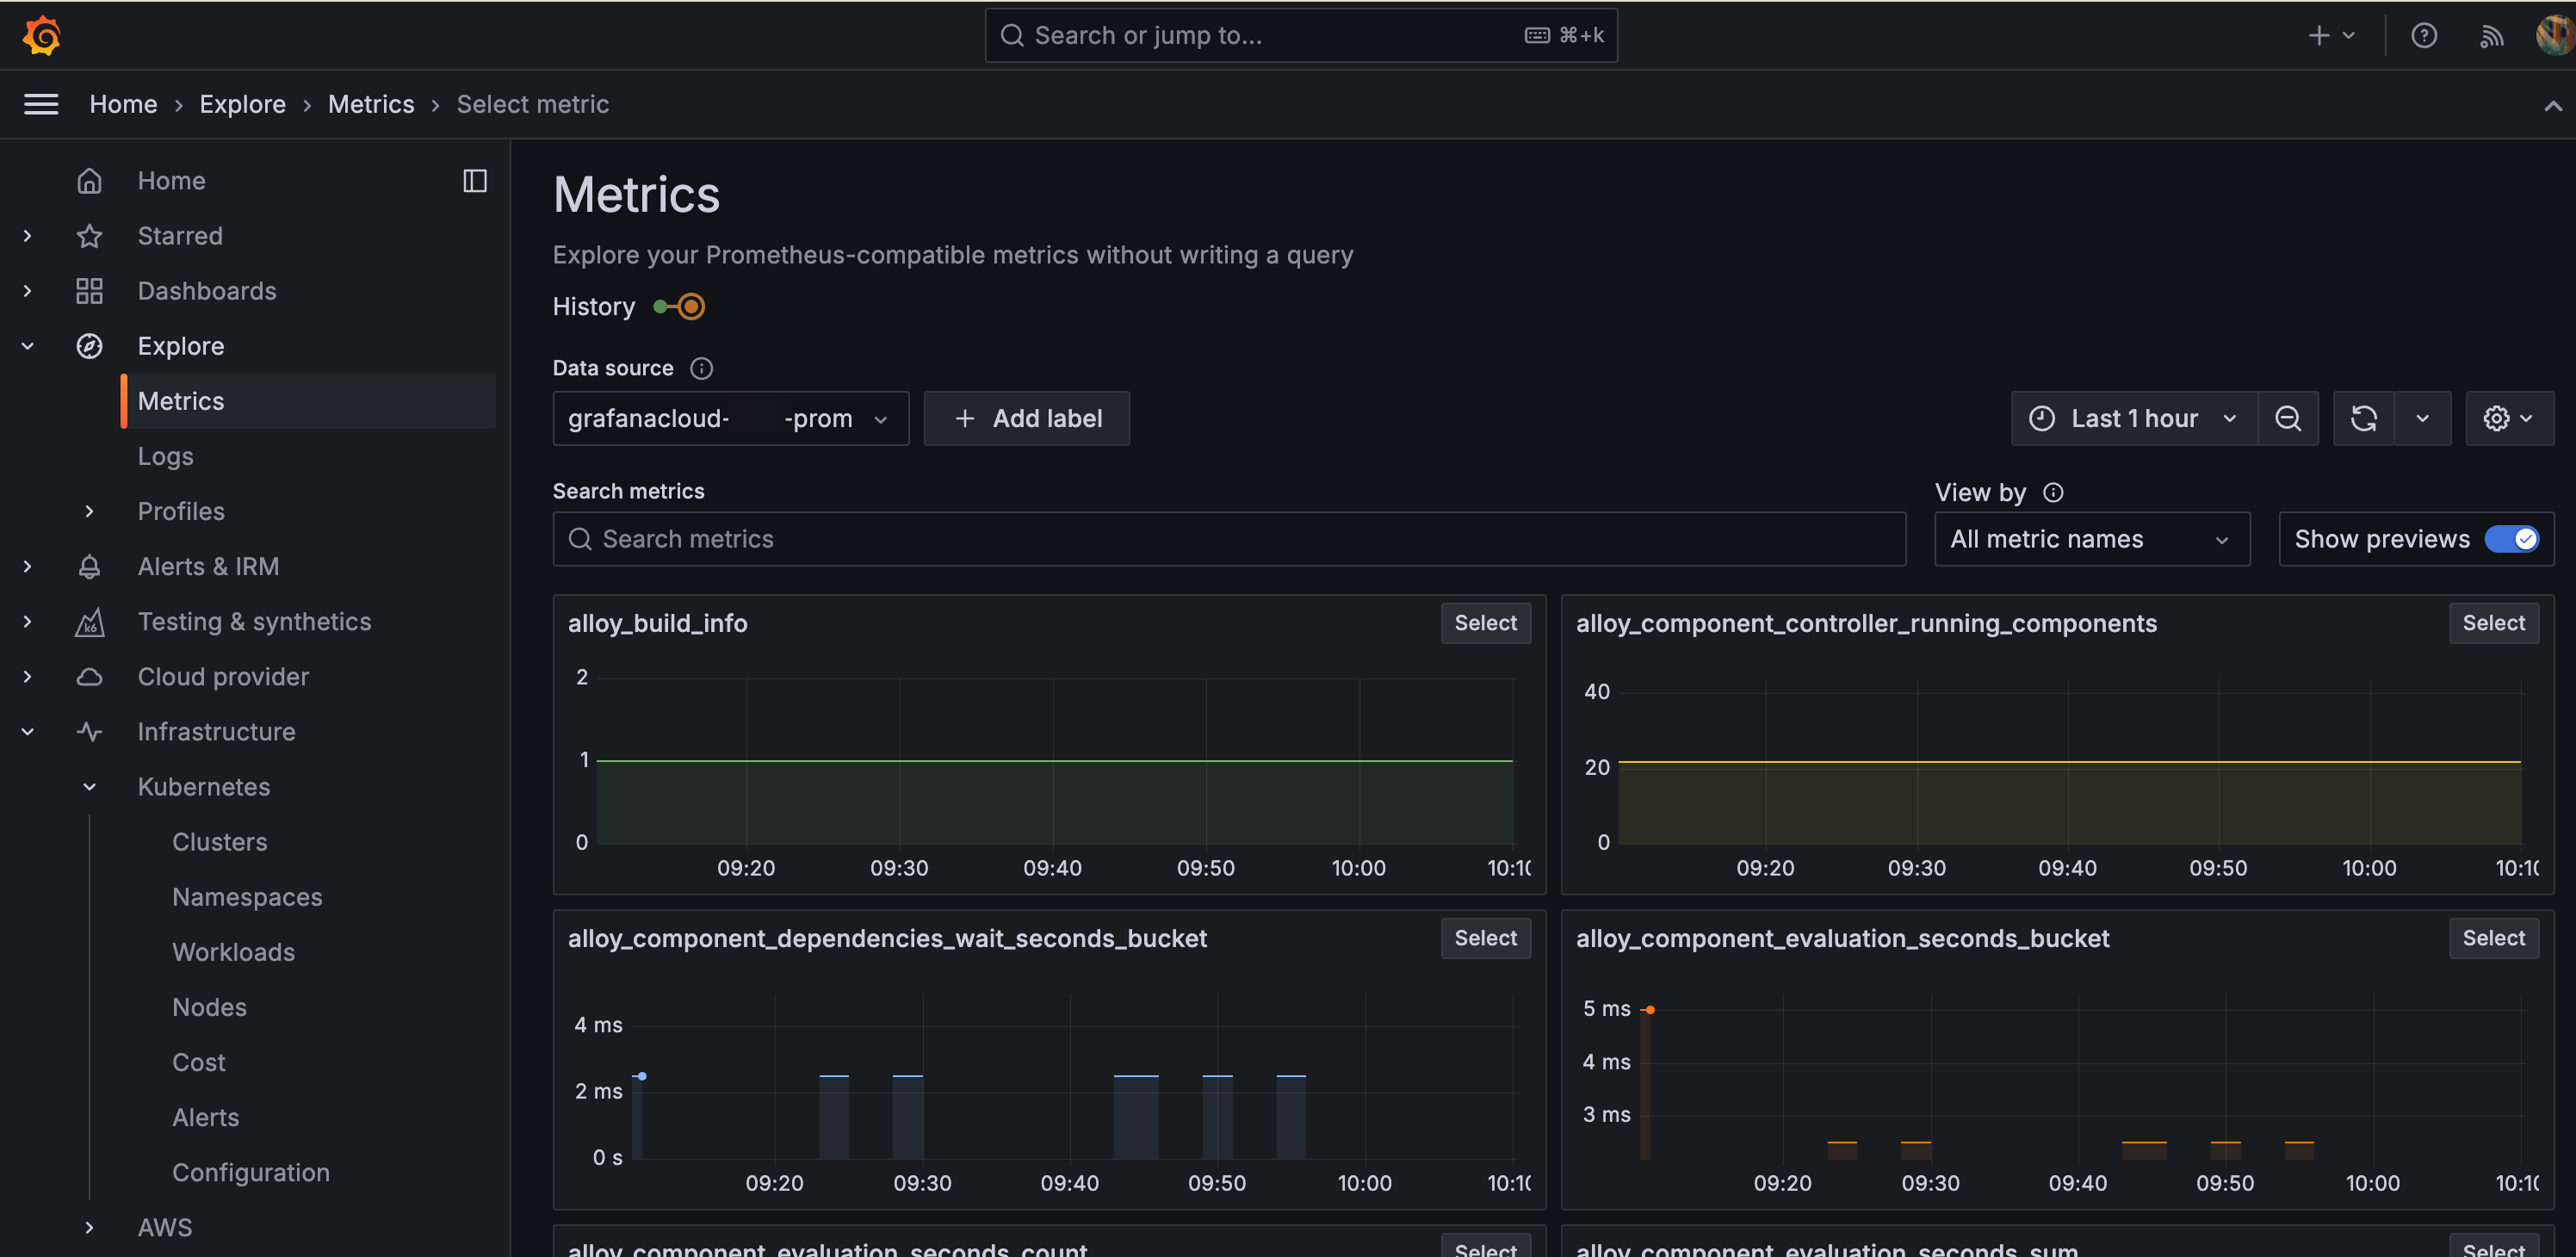 Search or jump to...
⌘+k
Home › Explore › Metrics › Select metric
Home
Starred
Dashboards
Explore
Metrics
Logs
Profiles
Alerts & IRM
Testing & synthetics
k6
Cloud provider
Infrastructure
Kubernetes
Clusters
Namespaces
Workloads
Nodes
Cost
Alerts
Configuration
AWS
Metrics
Explore your Prometheus-compatible metrics without writing a query
History
Data source
grafanacloud- -prom
+ Add label
Last 1 hour
Search metrics
Search metrics
View by
All metric names
Show previews
alloy_build_info
Select
2
1
0
09:20 09:30 09:40 09:50 10:00 10:10
alloy_component_controller_running_components
Select
40
20
0
09:20 09:30 09:40 09:50 10:00 10:10
alloy_component_dependencies_wait_seconds_bucket
Select
4 ms
2 ms
0 s
09:20 09:30 09:40 09:50 10:00 10:10
alloy_component_evaluation_seconds_bucket
Select
5 ms
4 ms
3 ms
09:20 09:30 09:40 09:50 10:00 10:10
alloy_component_evaluation_seconds_count
Select
alloy_component_evaluation_seconds_sum
Select